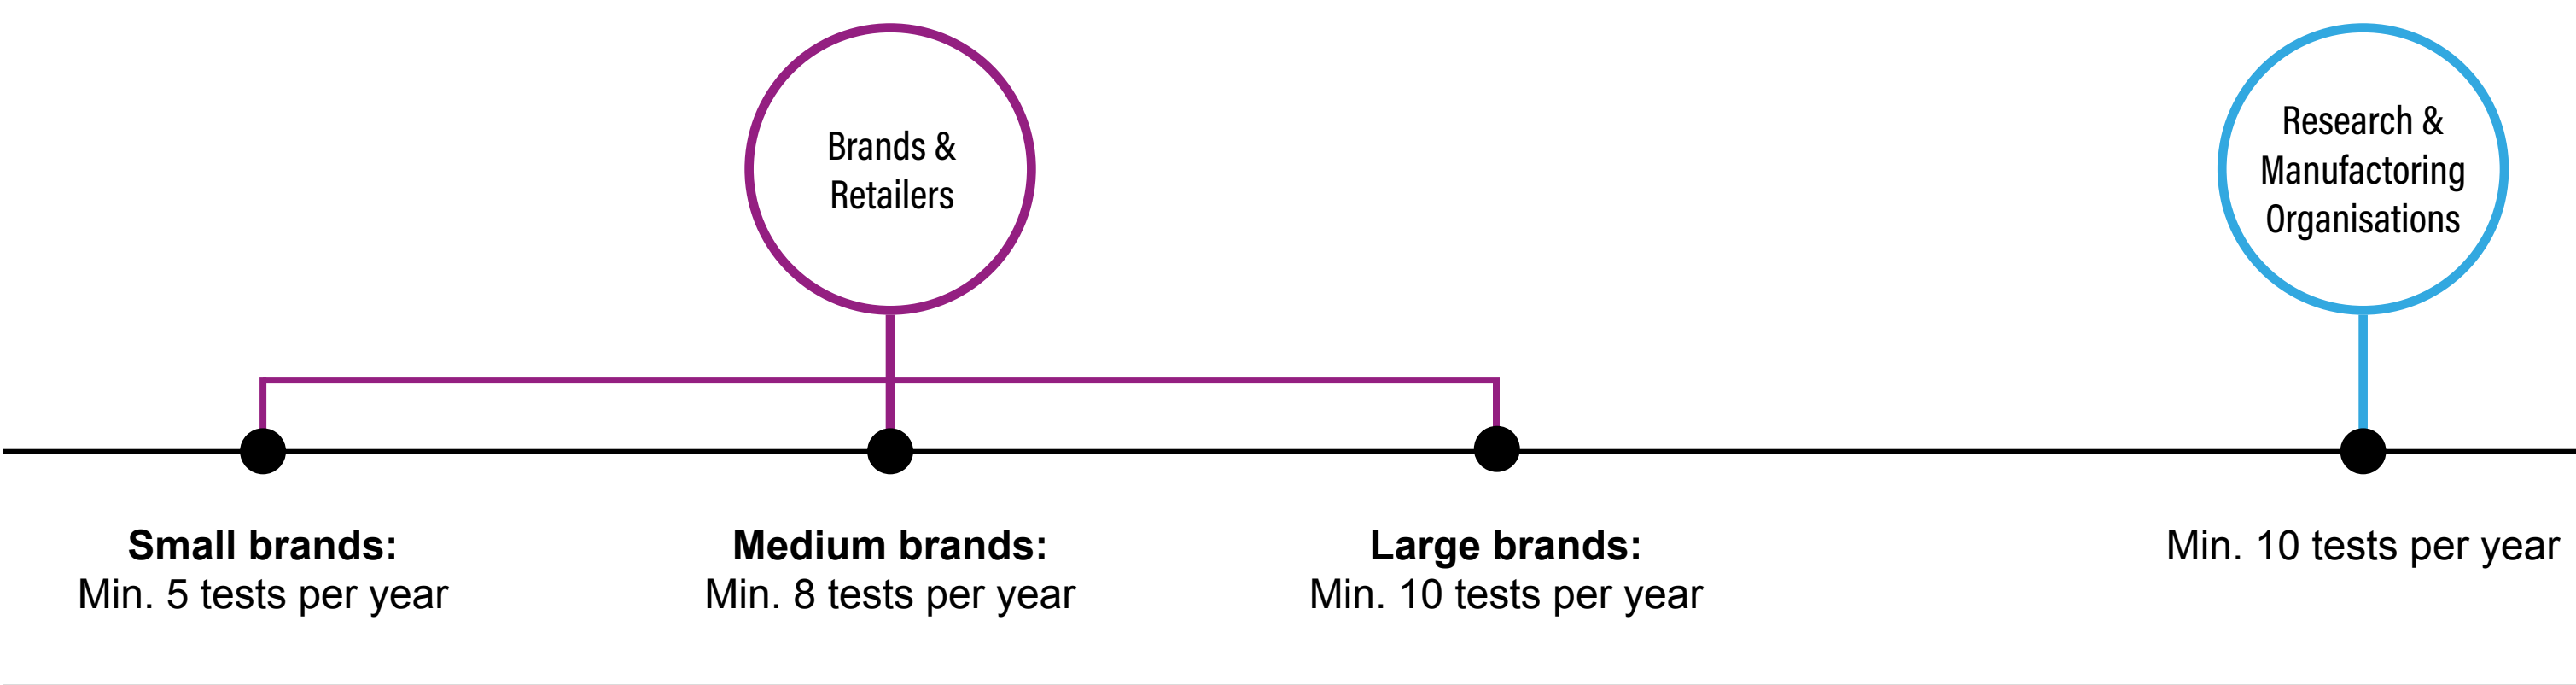 Brands &
Retailers
Research &
Manufactoring
Organisations
Small brands:
Min. 5 tests per year
Medium brands:
Min. 8 tests per year
Large brands:
Min. 10 tests per year
Min. 10 tests per year